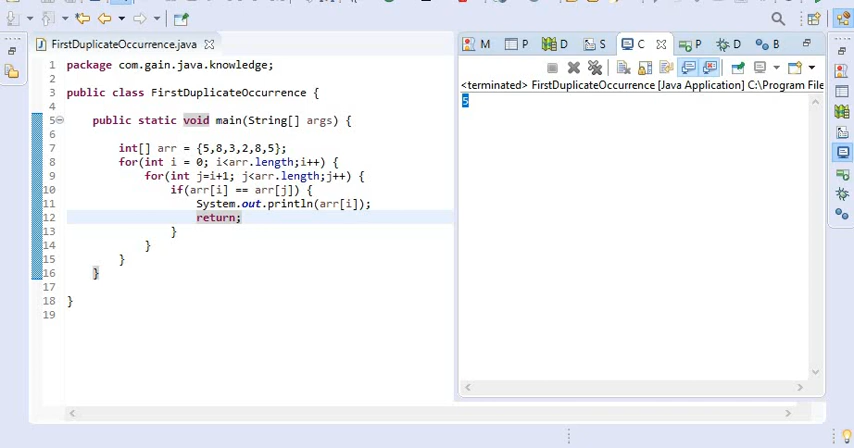 FirstDuplicateOccurrence.java
1 package com.gain.java.knowledge;
2
3 public class FirstDuplicateOccurrence {
4
5 public static void main(String[] args) {
6
7 int[] arr = {5,8,3,2,8,5};
8 for(int i = 0; i<arr.length;i++) {
9 for(int j=i+1; j<arr.length;j++) {
10 if(arr[i] == arr[j]) {
11 System.out.println(arr[i]);
12 return;
13 }
14 }
15 }
16 }
17
18 }
19
M P D S C P D B
<terminated> FirstDuplicateOccurrence [Java Application] C:\Program File
5